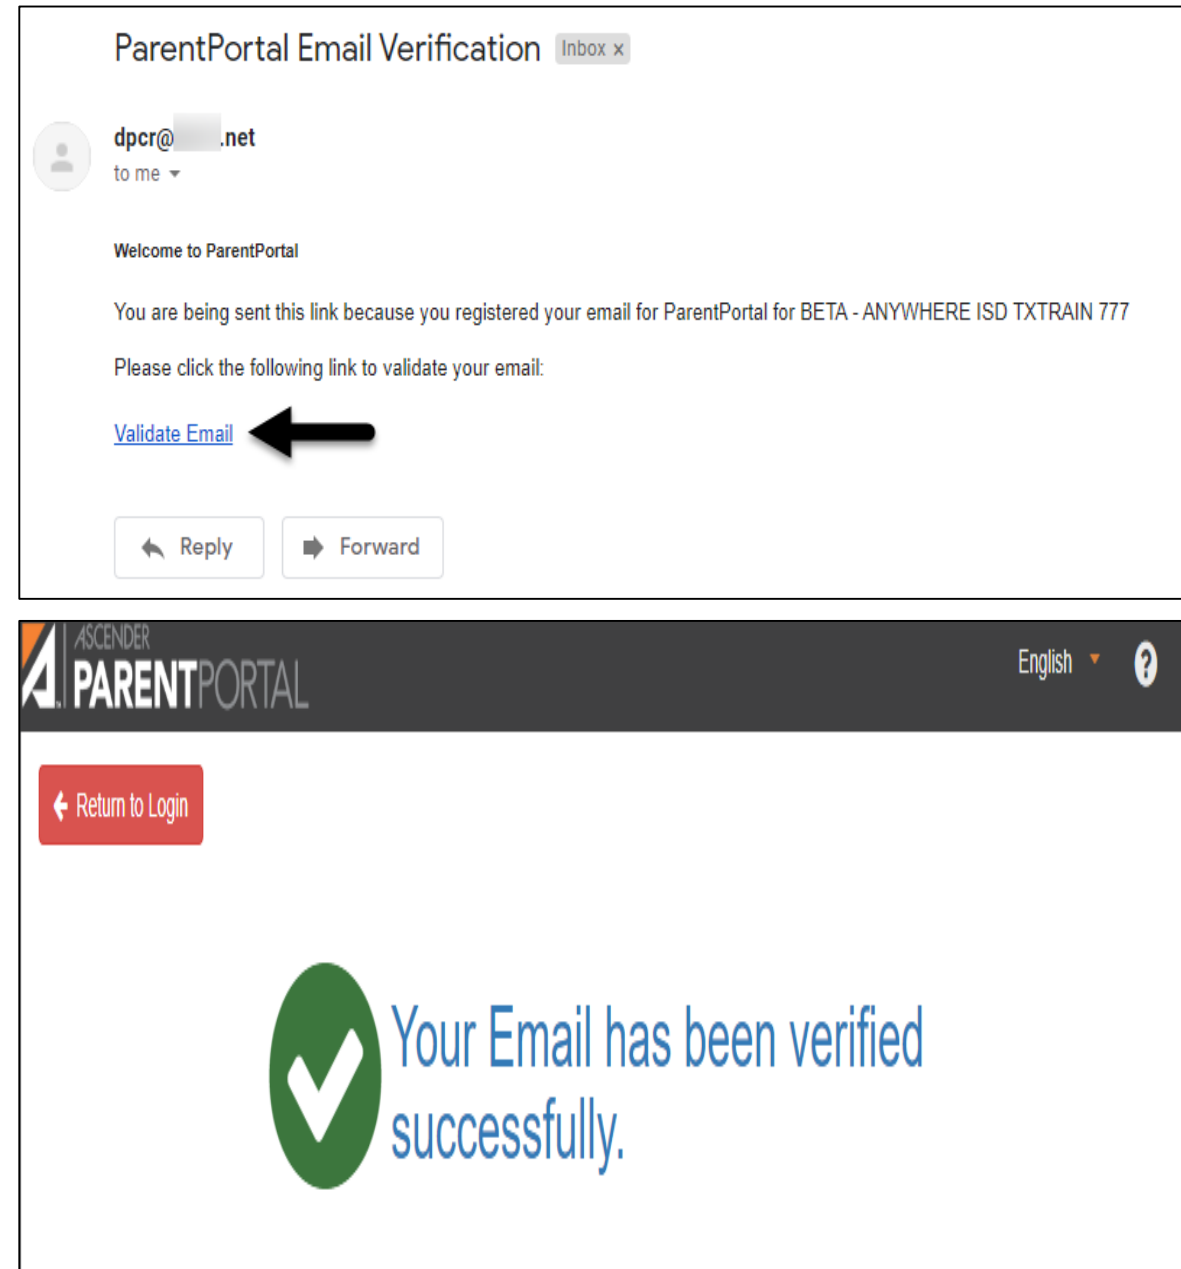 ParentPortal Email Verification Inbox x
dpcr@ .net
to me
Welcome to ParentPortal
You are being sent this link because you registered your email for ParentPortal for BETA - ANYWHERE ISD TXTRAIN 777
Please click the following link to validate your email:
Validate Email
Reply Forward
ASCENDER
PARENTPORTAL
English ?
Return to Login
Your Email has been verified
successfully.